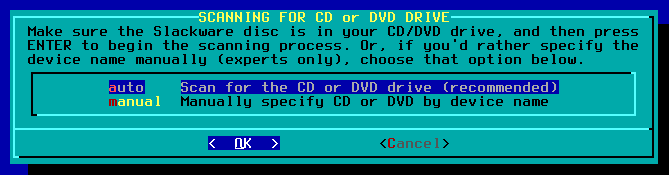 SCANNING FOR CD or DVD DRIVE
Make sure the Slackware disc is in your CD/DVD drive, and then press
ENTER to begin the scanning process. Or, if you'd rather specify the
device name manually (experts only), choose that option below.
auto Scan for the CD or DVD drive (recommended)
manual Manually specify CD or DVD by device name
< OK > <Cancel>